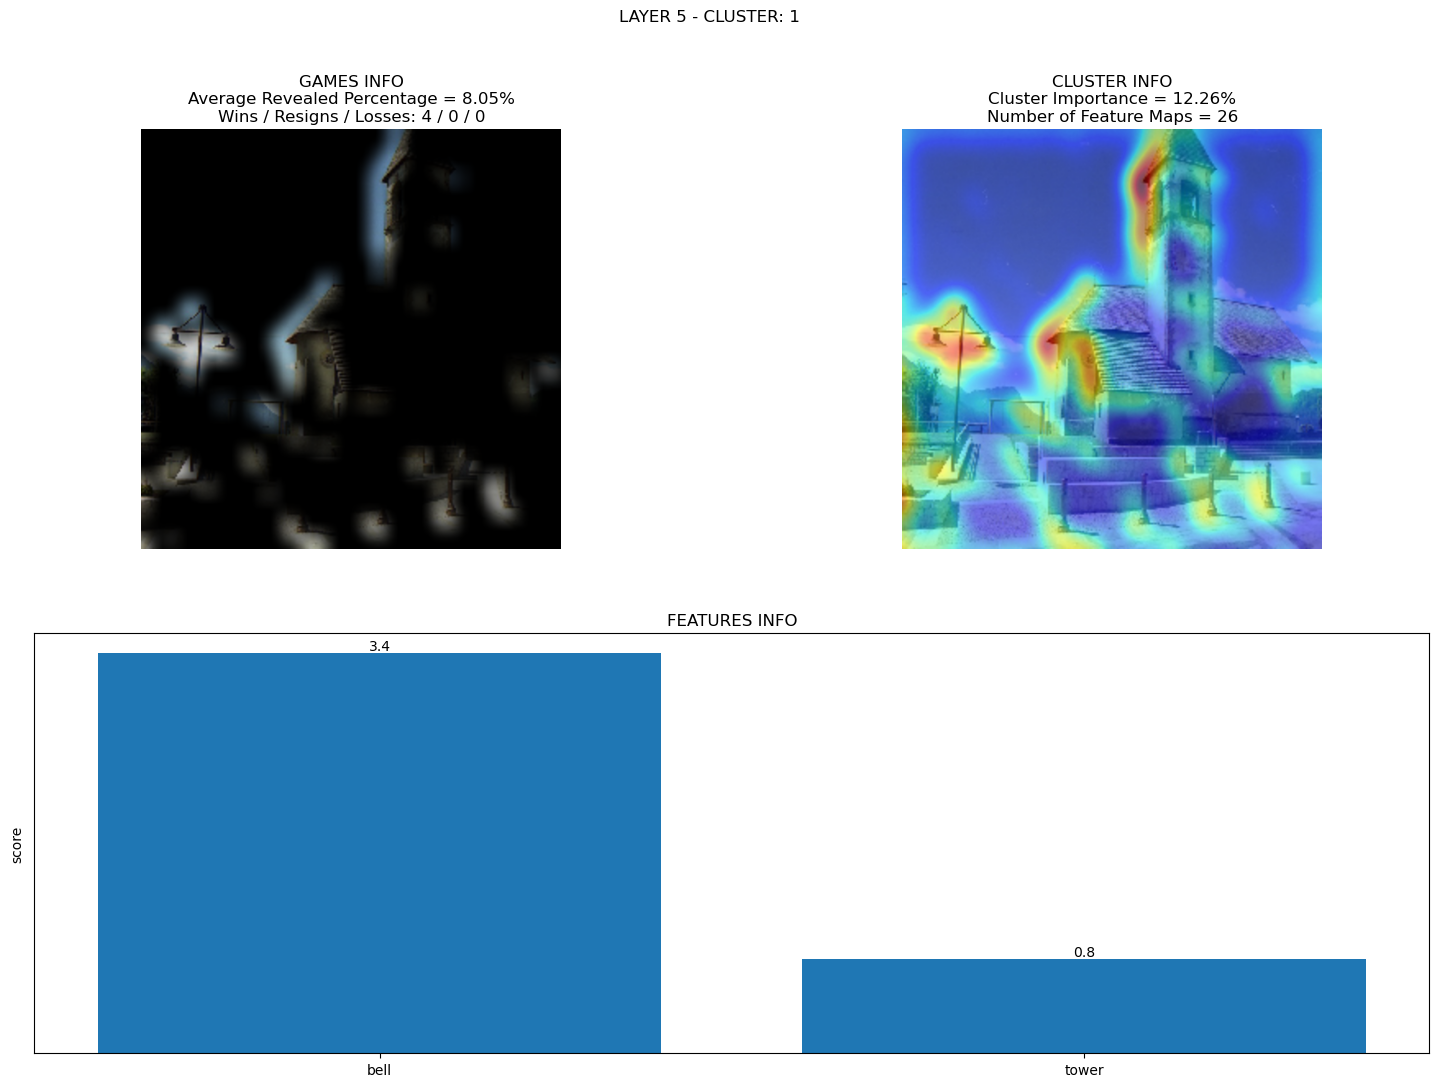 LAYER 5 - CLUSTER: 1
GAMES INFO
Average Revealed Percentage = 8.05%
Wins / Resigns / Losses: 4 / 0 / 0
CLUSTER INFO
Cluster Importance = 12.26%
Number of Feature Maps = 26
FEATURES INFO
score
3.4
0.8
bell
tower